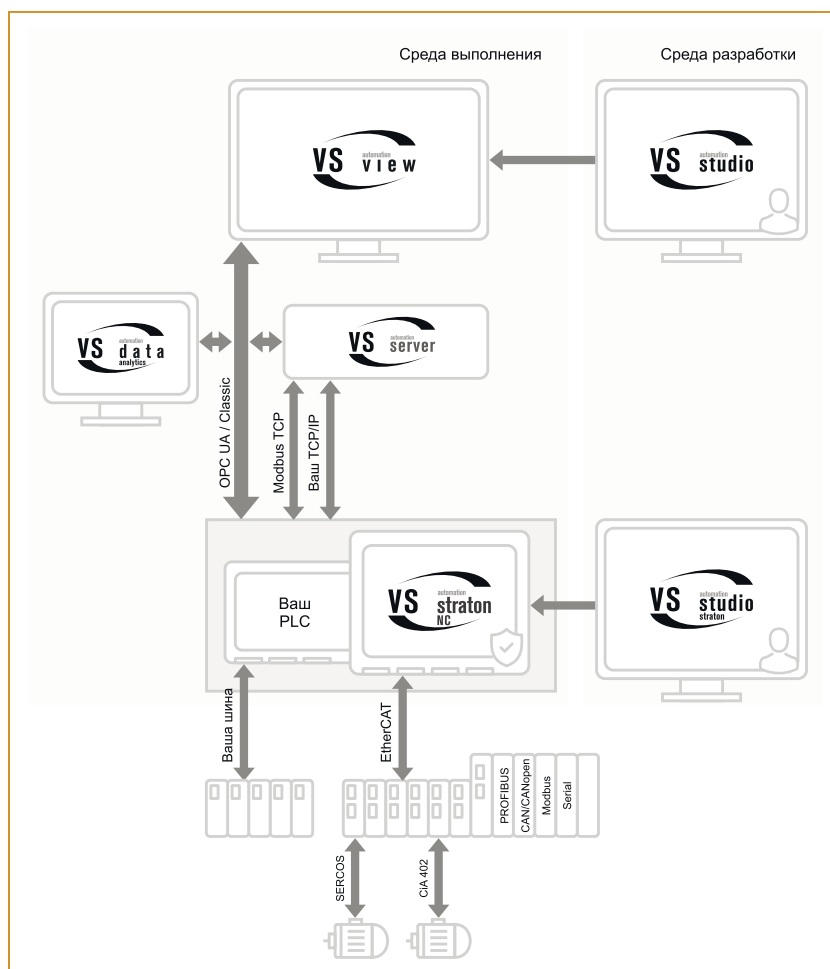 Среда выполнения
Среда разработки
VS automation view
VS automation studio
VS automation data analytics
VS automation server
OPC UA / Classic
Modbus TCP
Ваш TCP/IP
Ваш
PLC
VS automation straton NC
VS automation studio straton
Ваша шина
EtherCAT
PROFIBUS
CAN/CANopen
Modbus
Serial
SERCOS
CiA 402